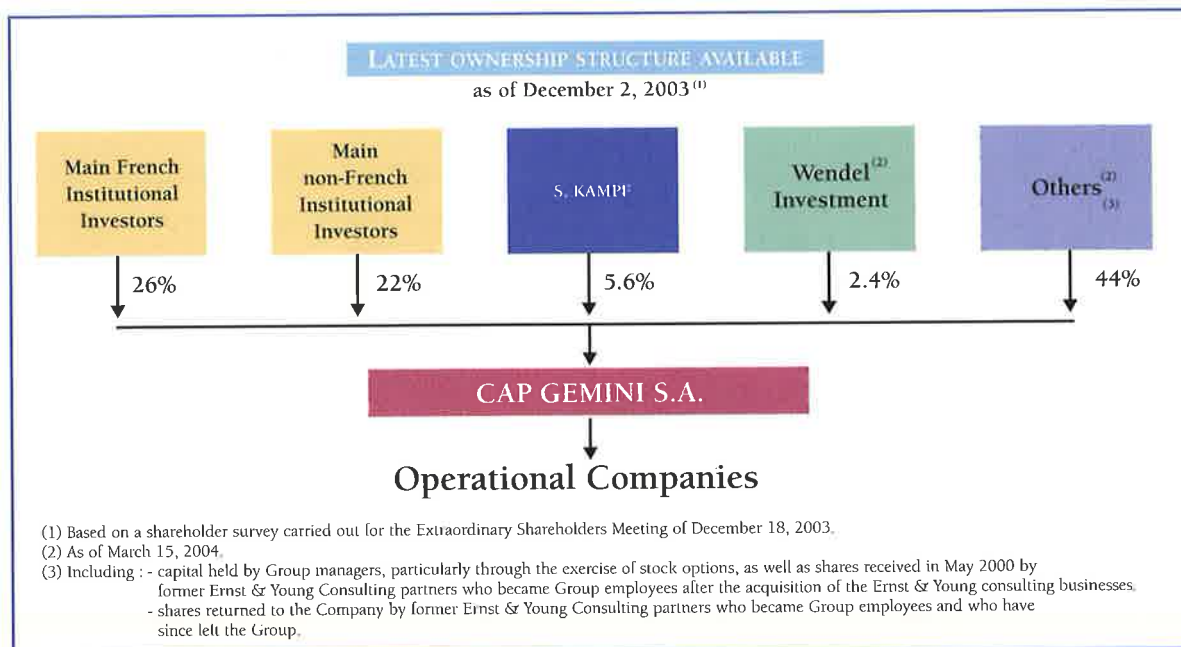 LATEST OWNERSHIP STRUCTURE AVAILABLE
as of December 2, 2003 (1)
Main French
Institutional
Investors
Main
non-French
Institutional
Investors
S. KAMPF
Wendel (2)
Investment
Others (2)
(3)
26%
22%
5.6%
2.4%
44%
CAP GEMINI S.A.
Operational Companies
(1) Based on a shareholder survey carried out for the Extraordinary Shareholders Meeting of December 18, 2003.
(2) As of March 15, 2004.
(3) Including : - capital held by Group managers, particularly through the exercise of stock options, as well as shares received in May 2000 by
former Ernst & Young Consulting partners who became Group employees after the acquisition of the Ernst & Young consulting businesses.
- shares returned to the Company by former Ernst & Young Consulting partners who became Group employees and who have
since left the Group.